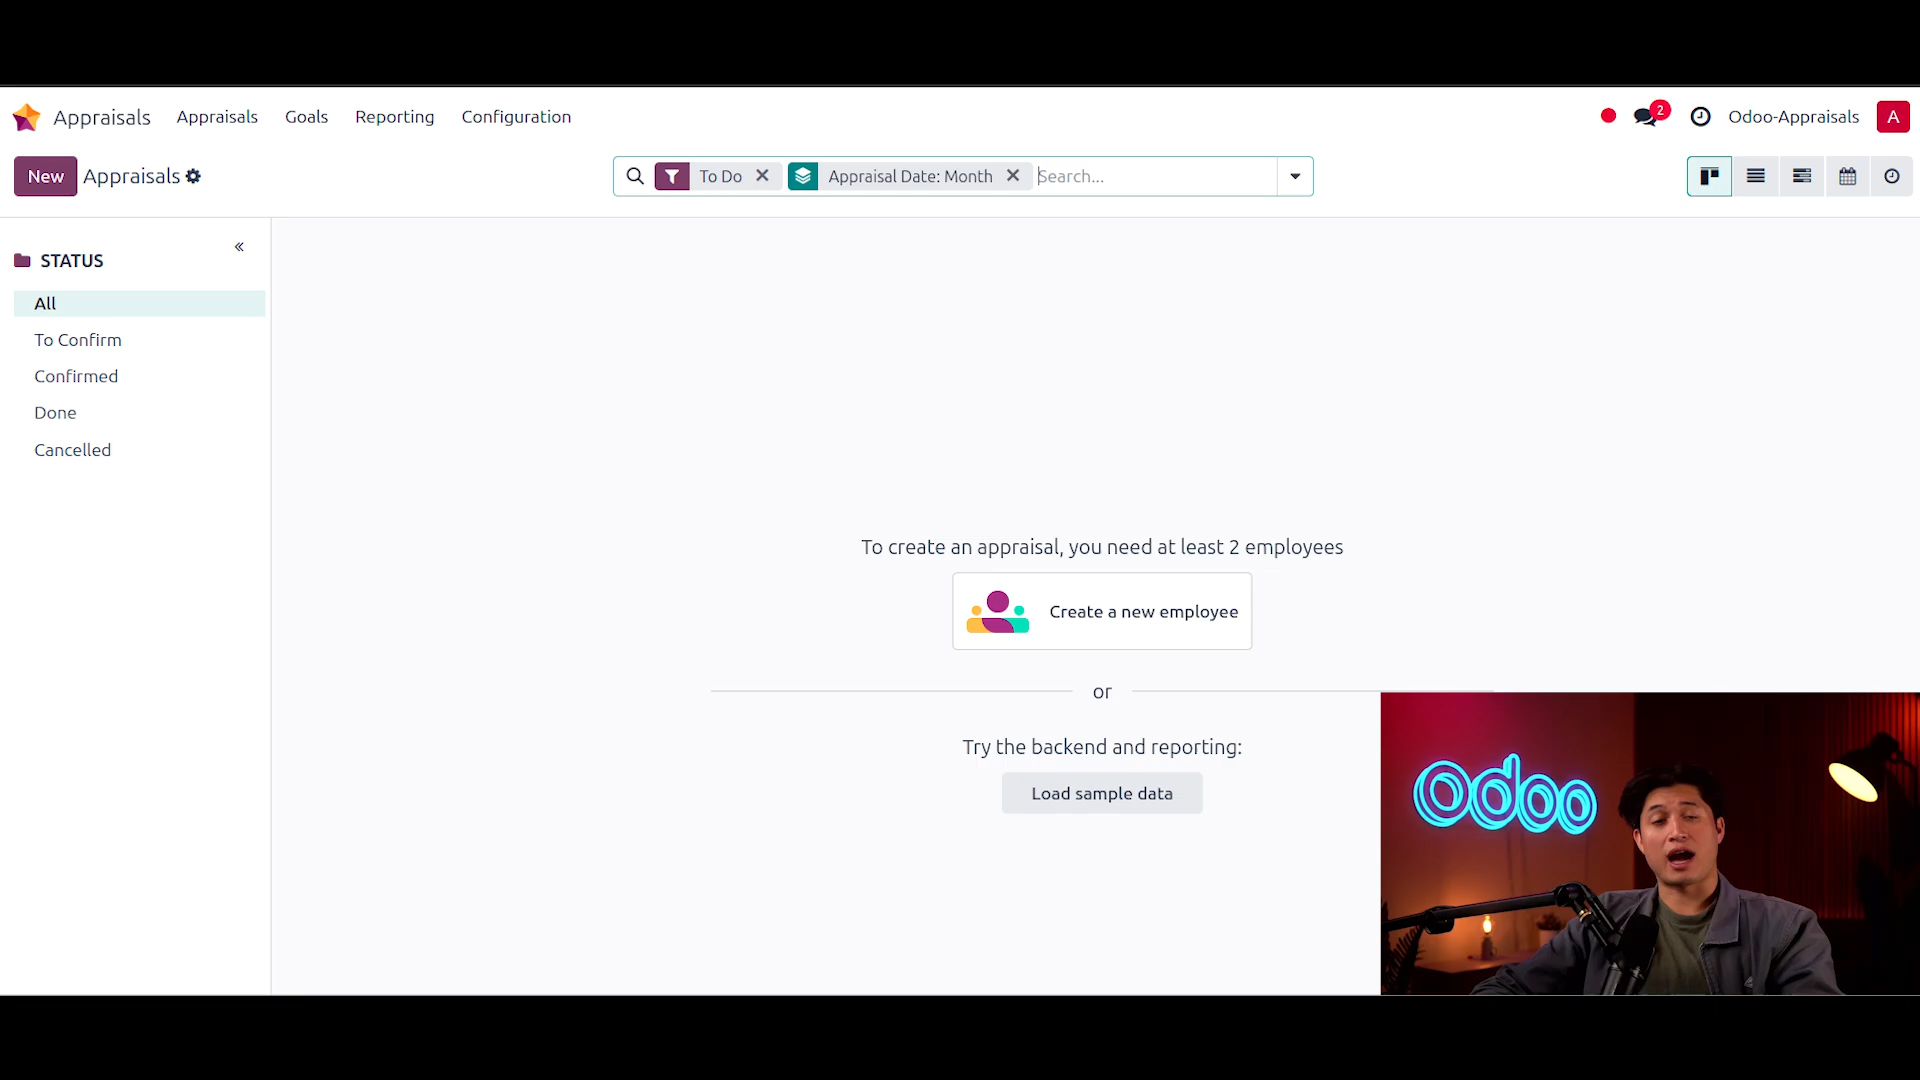 Appraisals Appraisals Goals Reporting Configuration 2 Odoo-Appraisals A
New Appraisals To Do Appraisal Date: Month Search...
STATUS
All
To Confirm
Confirmed
Done
Cancelled
To create an appraisal, you need at least 2 employees
Create a new employee
or
Try the backend and reporting:
Load sample data
odoo